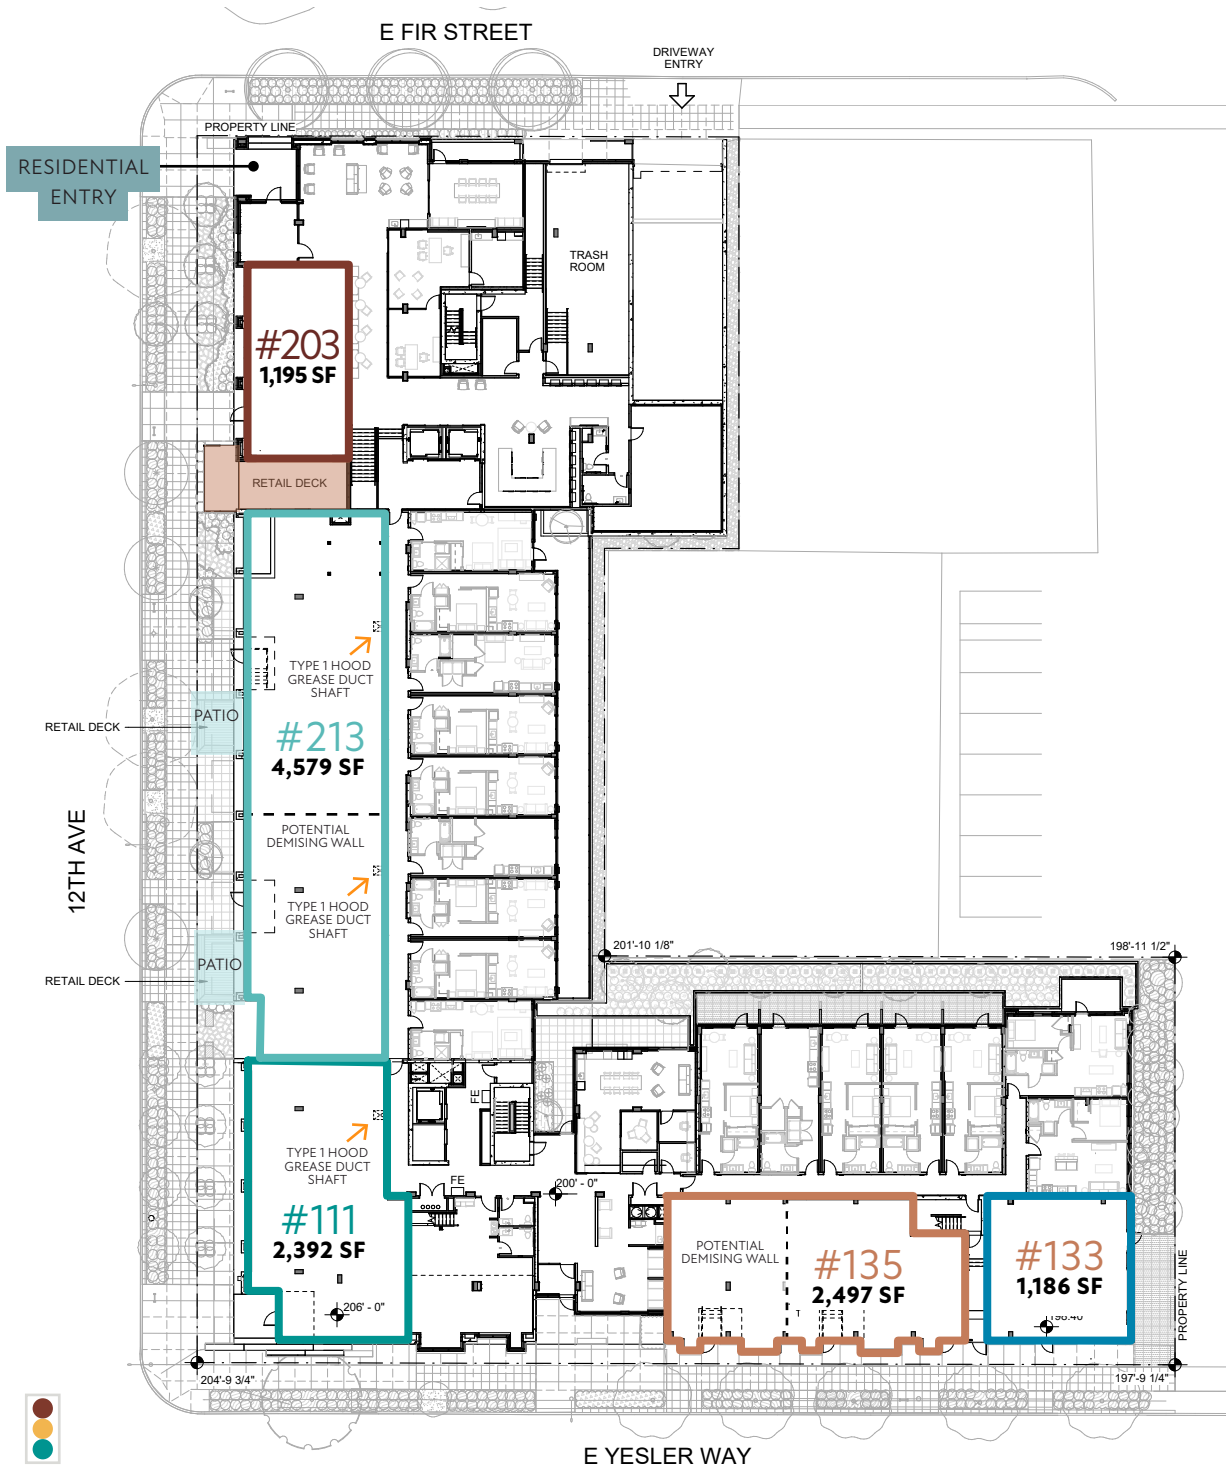 E FIR STREET
DRIVEWAY
ENTRY
PROPERTY LINE
RESIDENTIAL
ENTRY
TRASH
ROOM
#203
1,195 SF
RETAIL DECK
TYPE 1 HOOD
GREASE DUCT
SHAFT
PATIO
RETAIL DECK
#213
4,579 SF
12TH AVE
POTENTIAL
DEMISING WALL
TYPE 1 HOOD
GREASE DUCT
SHAFT
201'-10 1/8"
198'-11 1/2"
PATIO
RETAIL DECK
FE
TYPE 1 HOOD
GREASE DUCT
SHAFT
FE
200' - 0"
#111
2,392 SF
POTENTIAL
DEMISING WALL
#135
2,497 SF
#133
1,186 SF
PROPERTY LINE
206' - 0"
198.40
204'-9 3/4"
197'-9 1/4"
E YESLER WAY